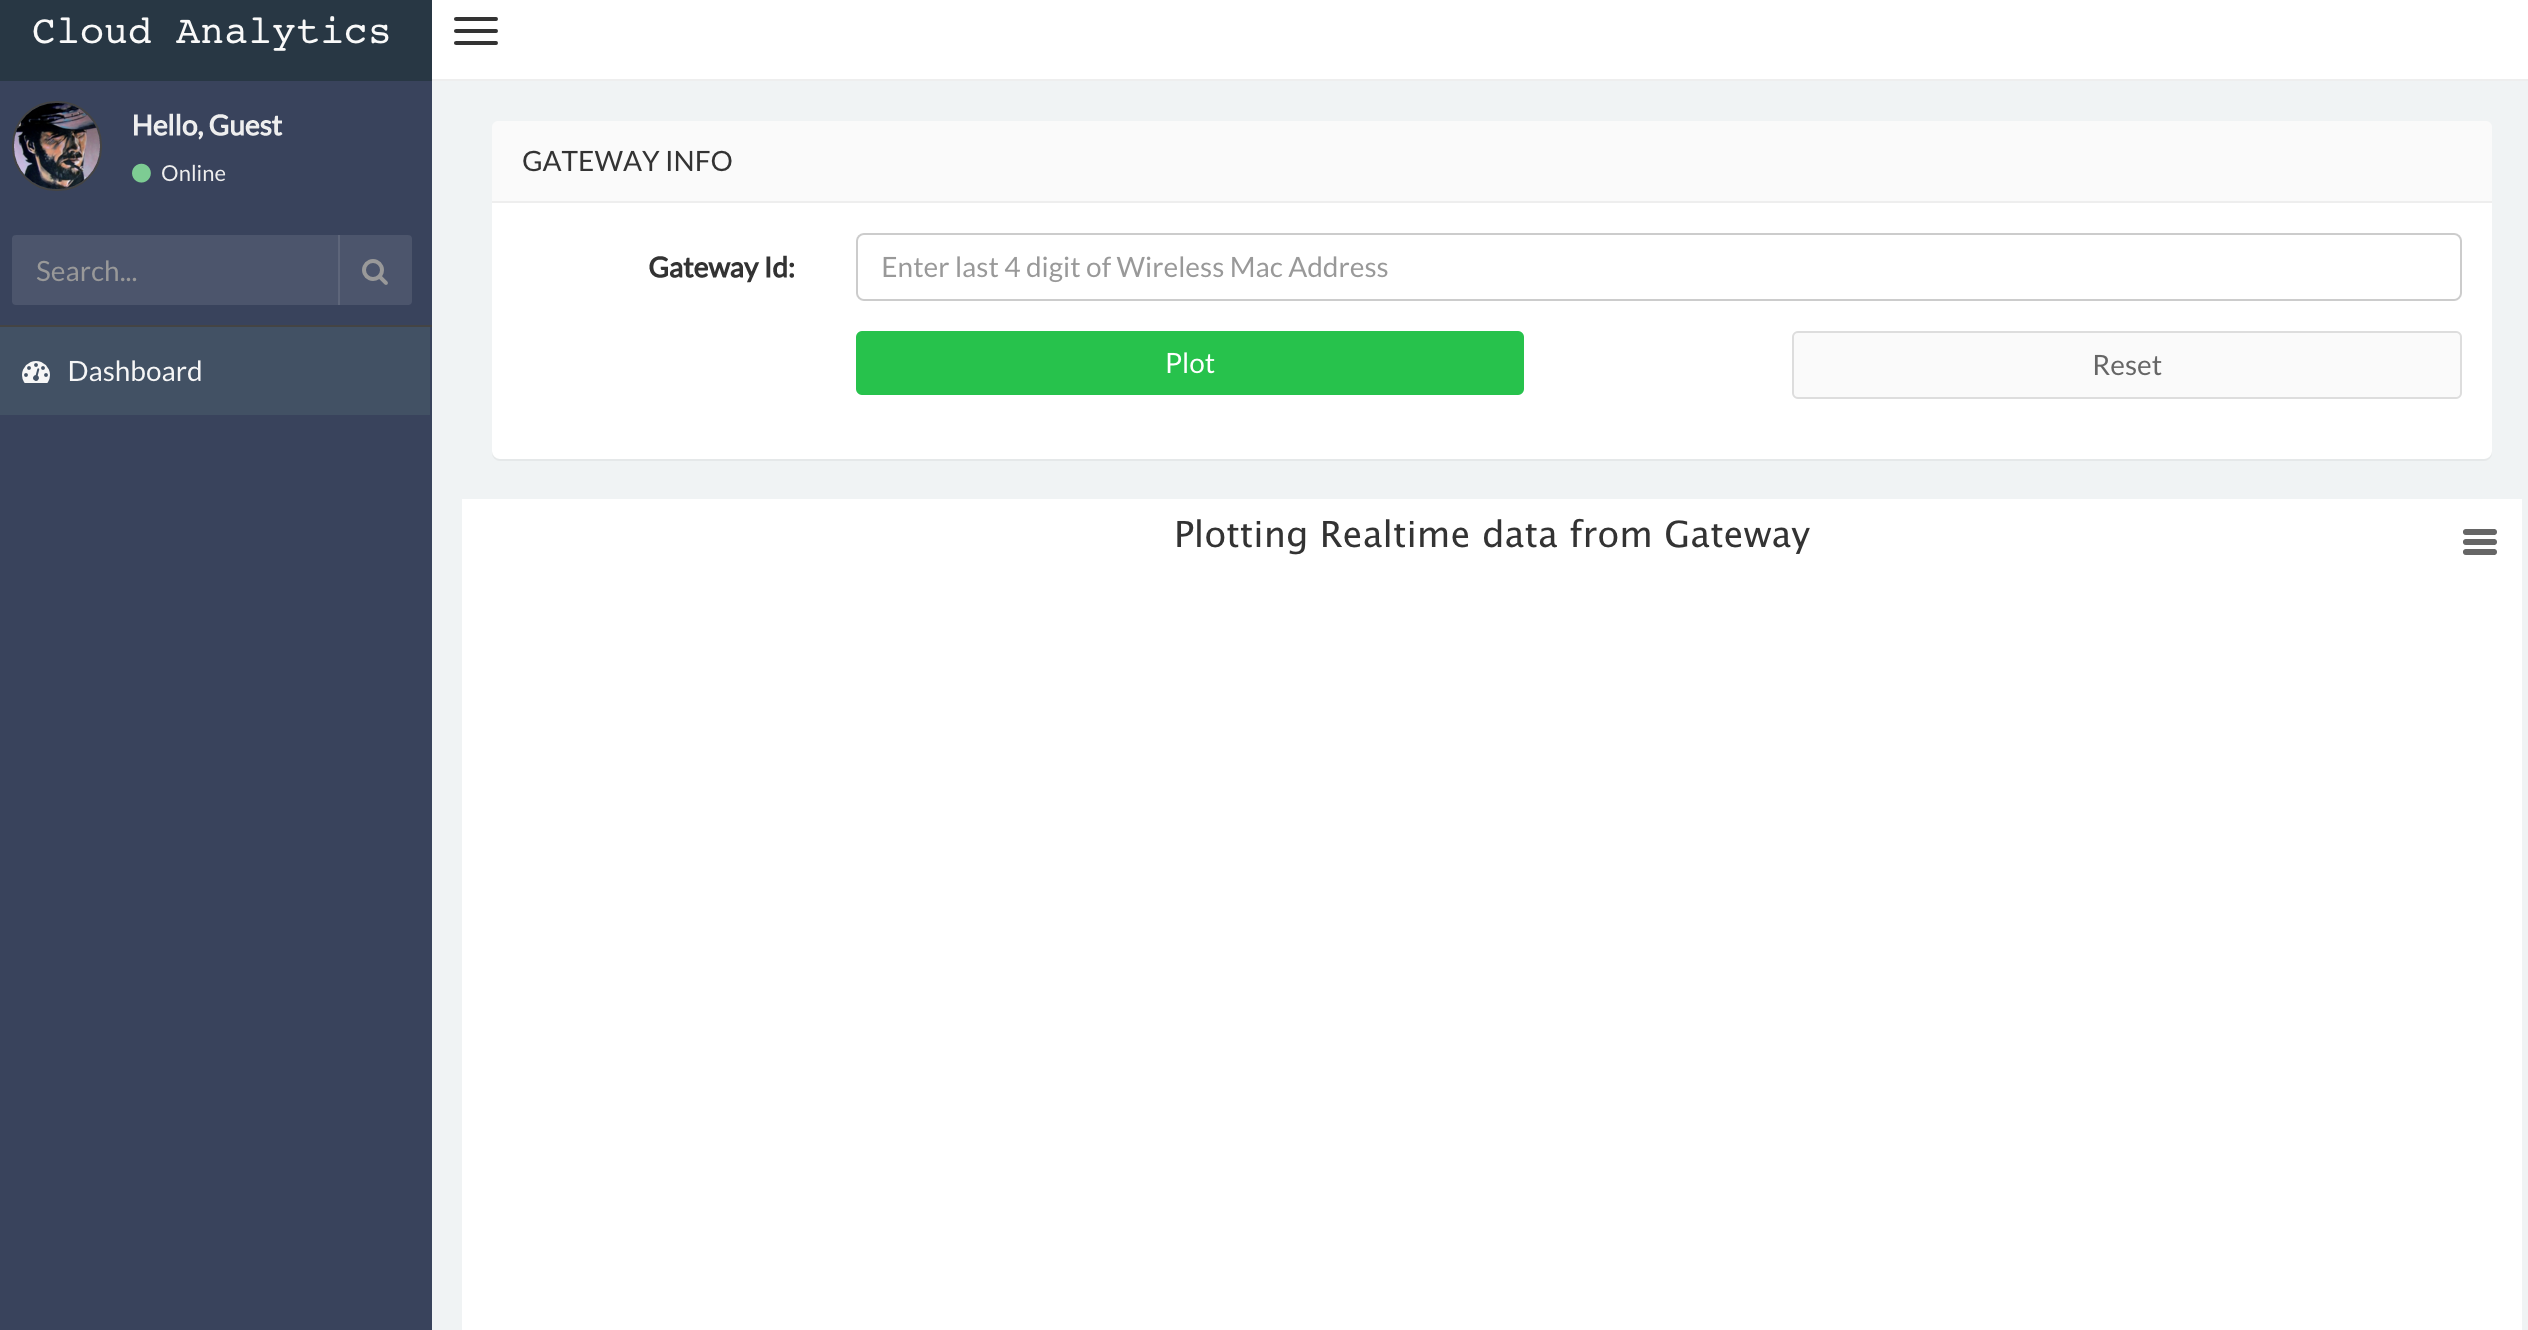 Cloud Analytics
Hello, Guest
Online
Search...
Dashboard
GATEWAY INFO
Gateway Id:
Enter last 4 digit of Wireless Mac Address
Plot
Reset
Plotting Realtime data from Gateway